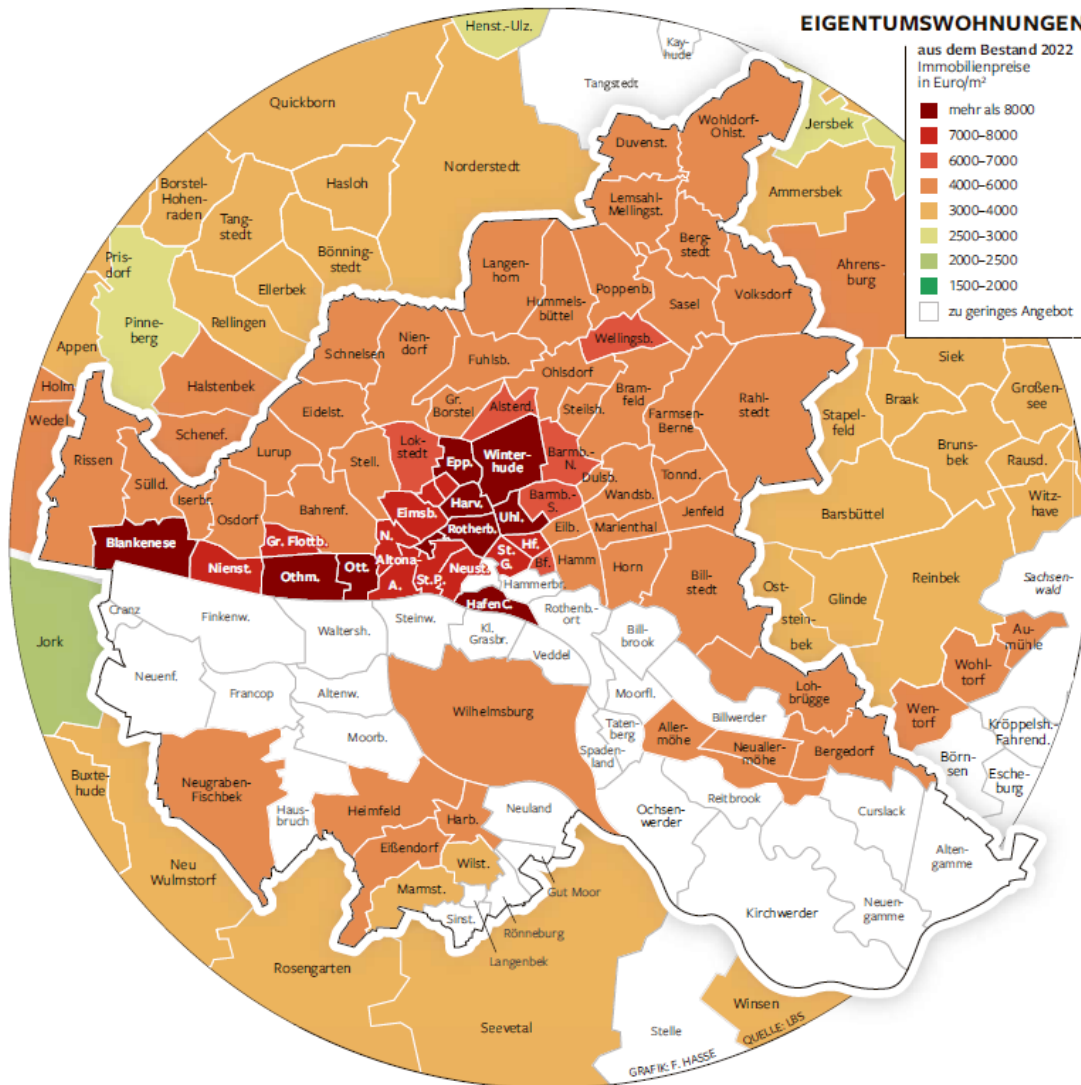 EIGENTUMSWOHNUNGEN
aus dem Bestand 2022
Immobilienpreise
in Euro/m²
mehr als 8000
7000–8000
6000–7000
4000–6000
3000–4000
2500–3000
2000–2500
1500–2000
zu geringes Angebot
Henst.-Ulz.
Kay-
hude
Tangstedt
Quickborn
Wohldorf-
Ohlst.
Jersbek
Duvenst.
Norderstedt
Hasloh
Borstel-
Hohen-
raden
Ammersbek
Lemsahl-
Mellingst.
Tang-
stedt
Bönning-
stedt
Berg-
stedt
Pris-
dorf
Langen-
horn
Ahrens-
burg
Ellerbek
Poppenb.
Volksdorf
Hummels-
büttel
Sasel
Rellingen
Pinne-
berg
Appen
Nien-
dorf
Schnelsen
Wellingsb.
Fuhlsb.
Ohlsdorf
Siek
Holm
Halstenbek
Bram-
feld
Großen-
see
Braak
Rahl-
stedt
Gr.
Borstel
Alsterd.
Steilsh.
Eidelst.
Farmsen-
Berne
Stapel-
feld
Wedel
Schenef.
Lok-
stedt
Bruns-
bek
Rausd.
Lurup
Epp.
Winter-
hude
Barmb.-
N.
Rissen
Stell.
Sülld.
Dulsb.
Tonnd.
Iserbr.
Wandsb.
Witz-
have
Harv.
Barmb.-
S.
Osdorf
Bahrenf.
Eimsb.
Uhl.
Jenfeld
Barsbüttel
Rotherb.
Eilb.
Marienthal
Blankenese
Gr. Flottb.
N.
St.
G.
Hf.
Nienst.
Othm.
Ott.
Altona-
A.
St.P.
Neust.
Bf.
Hamm
Horn
Bill-
stedt
Reinbek
Sachsen-
wald
Hammerbr.
Ost-
stein-
bek
Glinde
HafenC.
Cranz
Finkenw.
Waltersh.
Steinw.
Kl.
Grasbr.
Rothenb.-
ort
Bill-
brook
Au-
mühle
Jork
Veddel
Wohl-
torf
Neuenf.
Francop
Altenw.
Moorfl.
Loh-
brügge
Wilhelmsburg
Wen-
torf
Billwerder
Kröppelsh.-
Fahrend.
Moorb.
Taten-
berg
Aller-
möhe
Bergedorf
Spaden-
land
Neualler-
möhe
Börn-
sen
Buxte-
hude
Esche-
burg
Neugraben-
Fischbek
Reitbrook
Haus-
bruch
Heimfeld
Harb.
Neuland
Ochsen-
werder
Curslack
Eißendorf
Alten-
gamme
Neu
Wulmstorf
Wilst.
Marmst.
Gut Moor
Neuen-
gamme
Kirchwerder
Sinst.
Rönneburg
Langenbek
Rosengarten
Winsen
Seevetal
Stelle
GRAFIK: F. HASSE
QUELLE: LBS